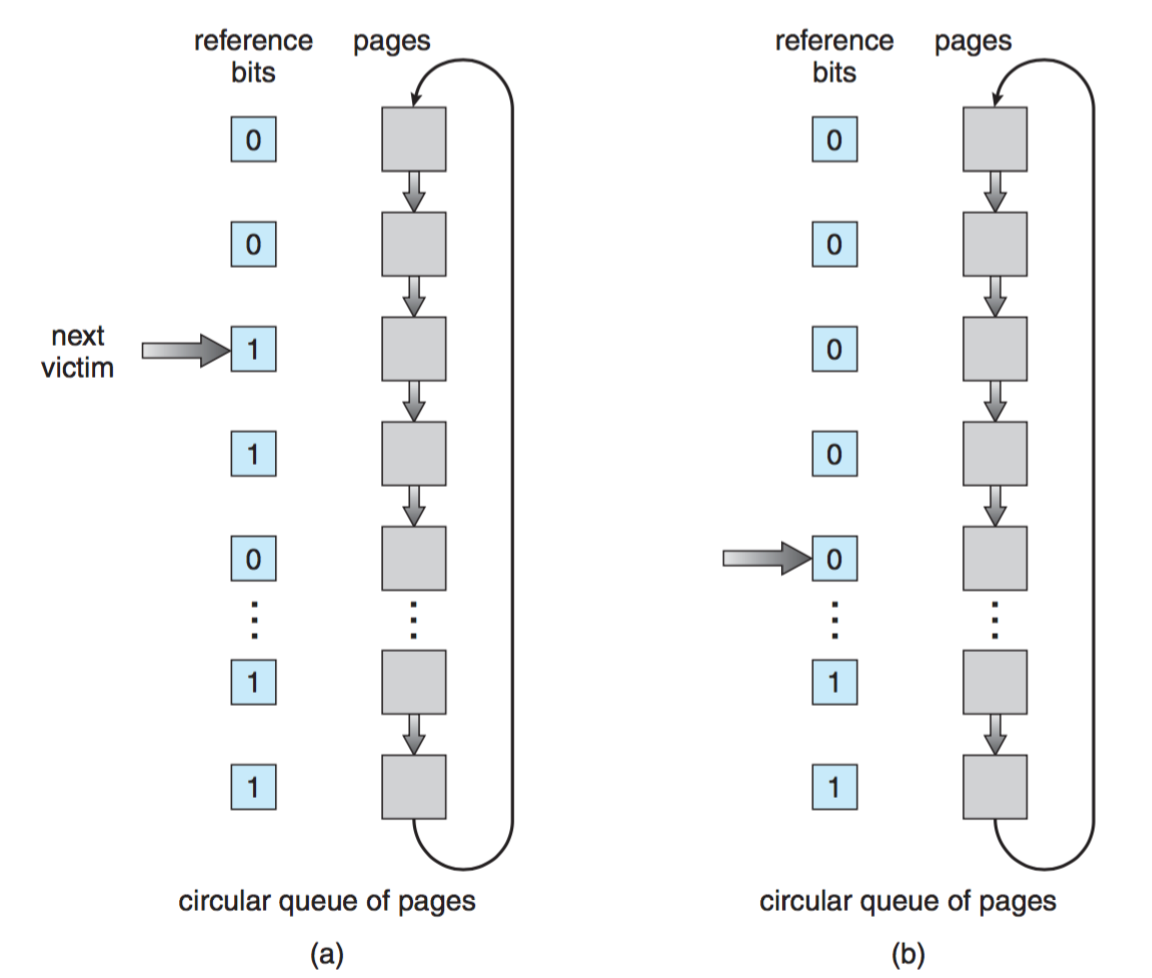 reference pages
bits
0
0
next
victim
1
1
0
1
1
circular queue of pages
(a)
reference pages
bits
0
0
0
0
0
1
1
circular queue of pages
(b)